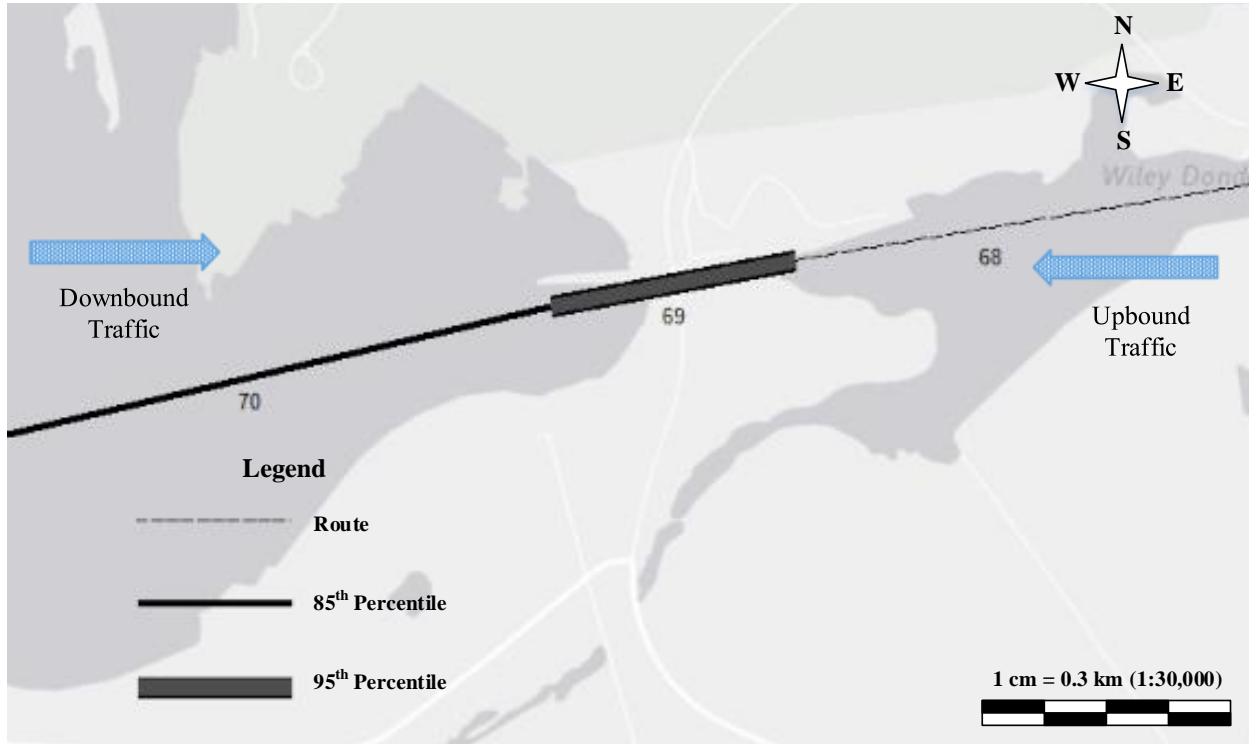 N
W E
S
Wiley Dond
68
69
70
Downbound
Traffic
Upbound
Traffic
Legend
Route
85th Percentile
95th Percentile
1 cm = 0.3 km (1:30,000)